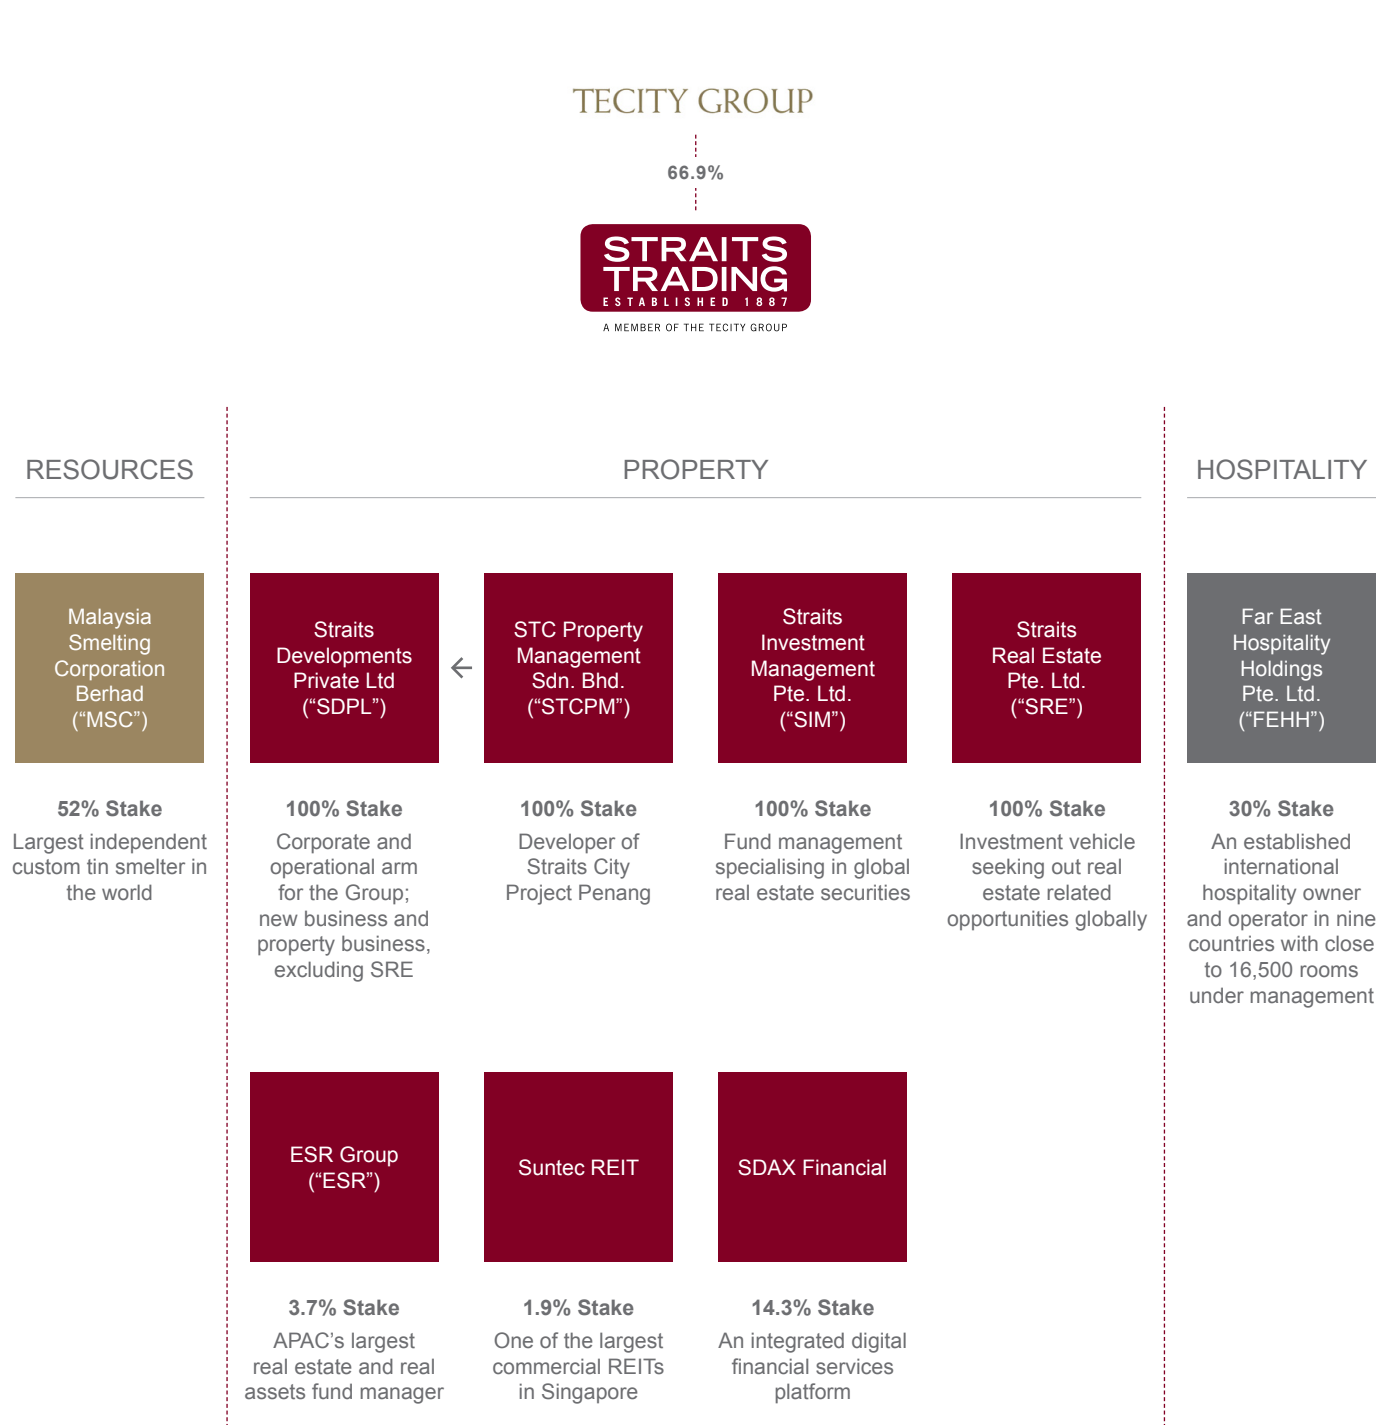 TECITY GROUP
66.9%
STRAITS
TRADING
ESTABLISHED 1887
A MEMBER OF THE TECITY GROUP
RESOURCES
Malaysia
Smelting
Corporation
Berhad
(“MSC”)
52% Stake
Largest independent
custom tin smelter in
the world
PROPERTY
Straits
Developments
Private Ltd
(“SDPL”)
100% Stake
Corporate and
operational arm
for the Group;
new business and
property business,
excluding SRE
STC Property
Management
Sdn. Bhd.
(“STCPM”)
100% Stake
Developer of
Straits City
Project Penang
Straits
Investment
Management
Pte. Ltd.
(“SIM”)
100% Stake
Fund management
specialising in global
real estate securities
Straits
Real Estate
Pte. Ltd.
(“SRE”)
100% Stake
Investment vehicle
seeking out real
estate related
opportunities globally
ESR Group
(“ESR”)
3.7% Stake
APAC’s largest
real estate and real
assets fund manager
Suntec REIT
1.9% Stake
One of the largest
commercial REITs
in Singapore
SDAX Financial
14.3% Stake
An integrated digital
financial services
platform
HOSPITALITY
Far East
Hospitality
Holdings
Pte. Ltd.
(“FEHH”)
30% Stake
An established
international
hospitality owner
and operator in nine
countries with close
to 16,500 rooms
under management